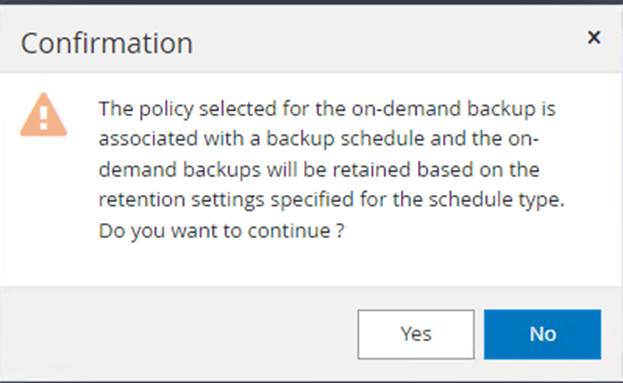 Confirmation
×
The policy selected for the on-demand backup is
associated with a backup schedule and the on-
demand backups will be retained based on the
retention settings specified for the schedule type.
Do you want to continue ?
Yes
No